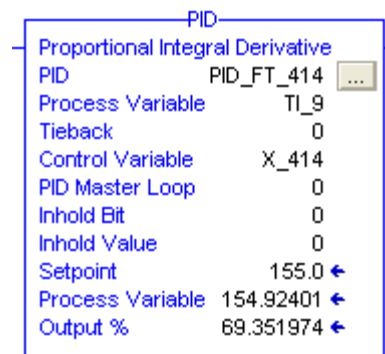 PID
Proportional Integral Derivative
PID PID_FT_414 ...
Process Variable TI_9
Tieback 0
Control Variable X_414
PID Master Loop 0
Inhold Bit 0
Inhold Value 0
Setpoint 155.0 ←
Process Variable 154.92401 ←
Output % 69.351974 ←